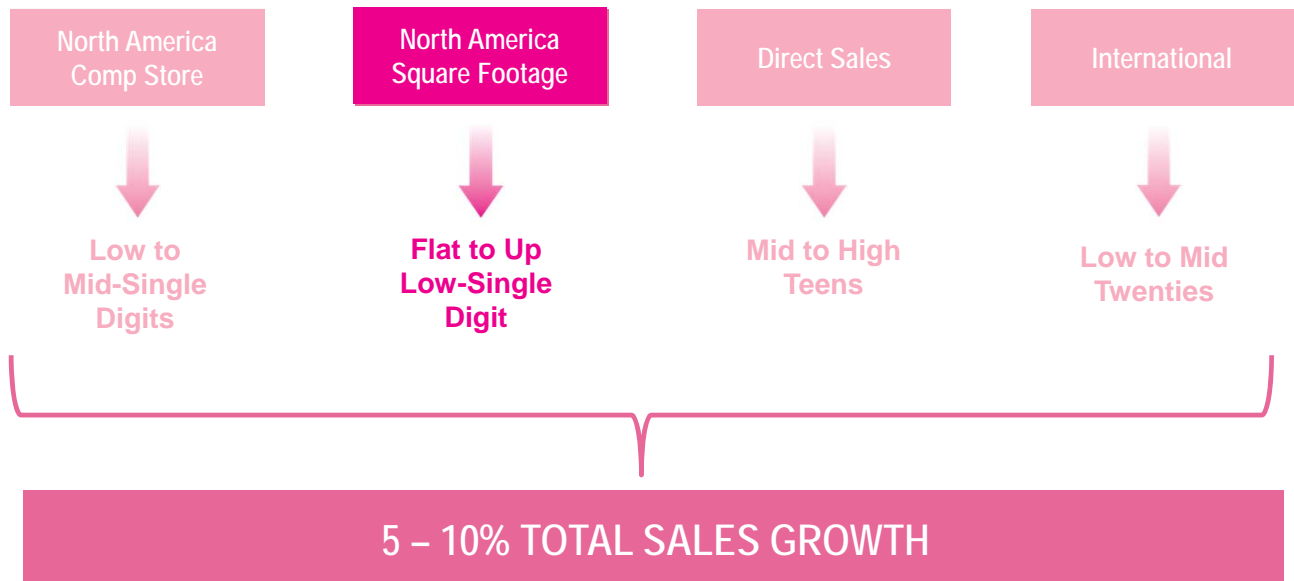 North America
Comp Store
North America
Square Footage
Direct Sales
International
Low to
Mid-Single
Digits
Flat to Up
Low-Single
Digit
Mid to High
Teens
Low to Mid
Twenties
5 – 10% TOTAL SALES GROWTH